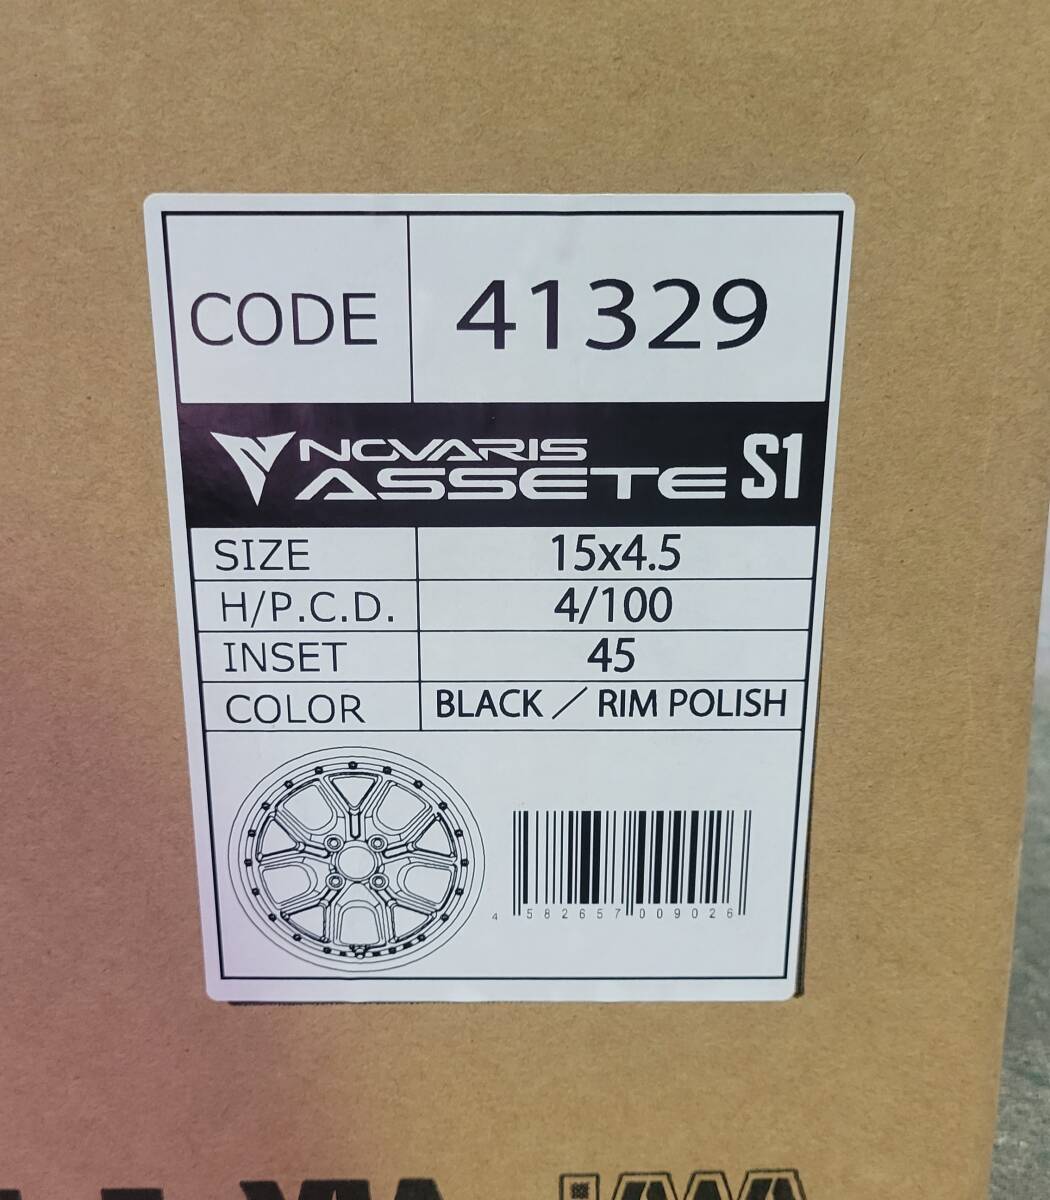 CODE 41329
NOVARIS
ASSETE S1
SIZE 15x4.5
H/P.C.D. 4/100
INSET 45
COLOR BLACK／RIM POLISH
4 582657 009026